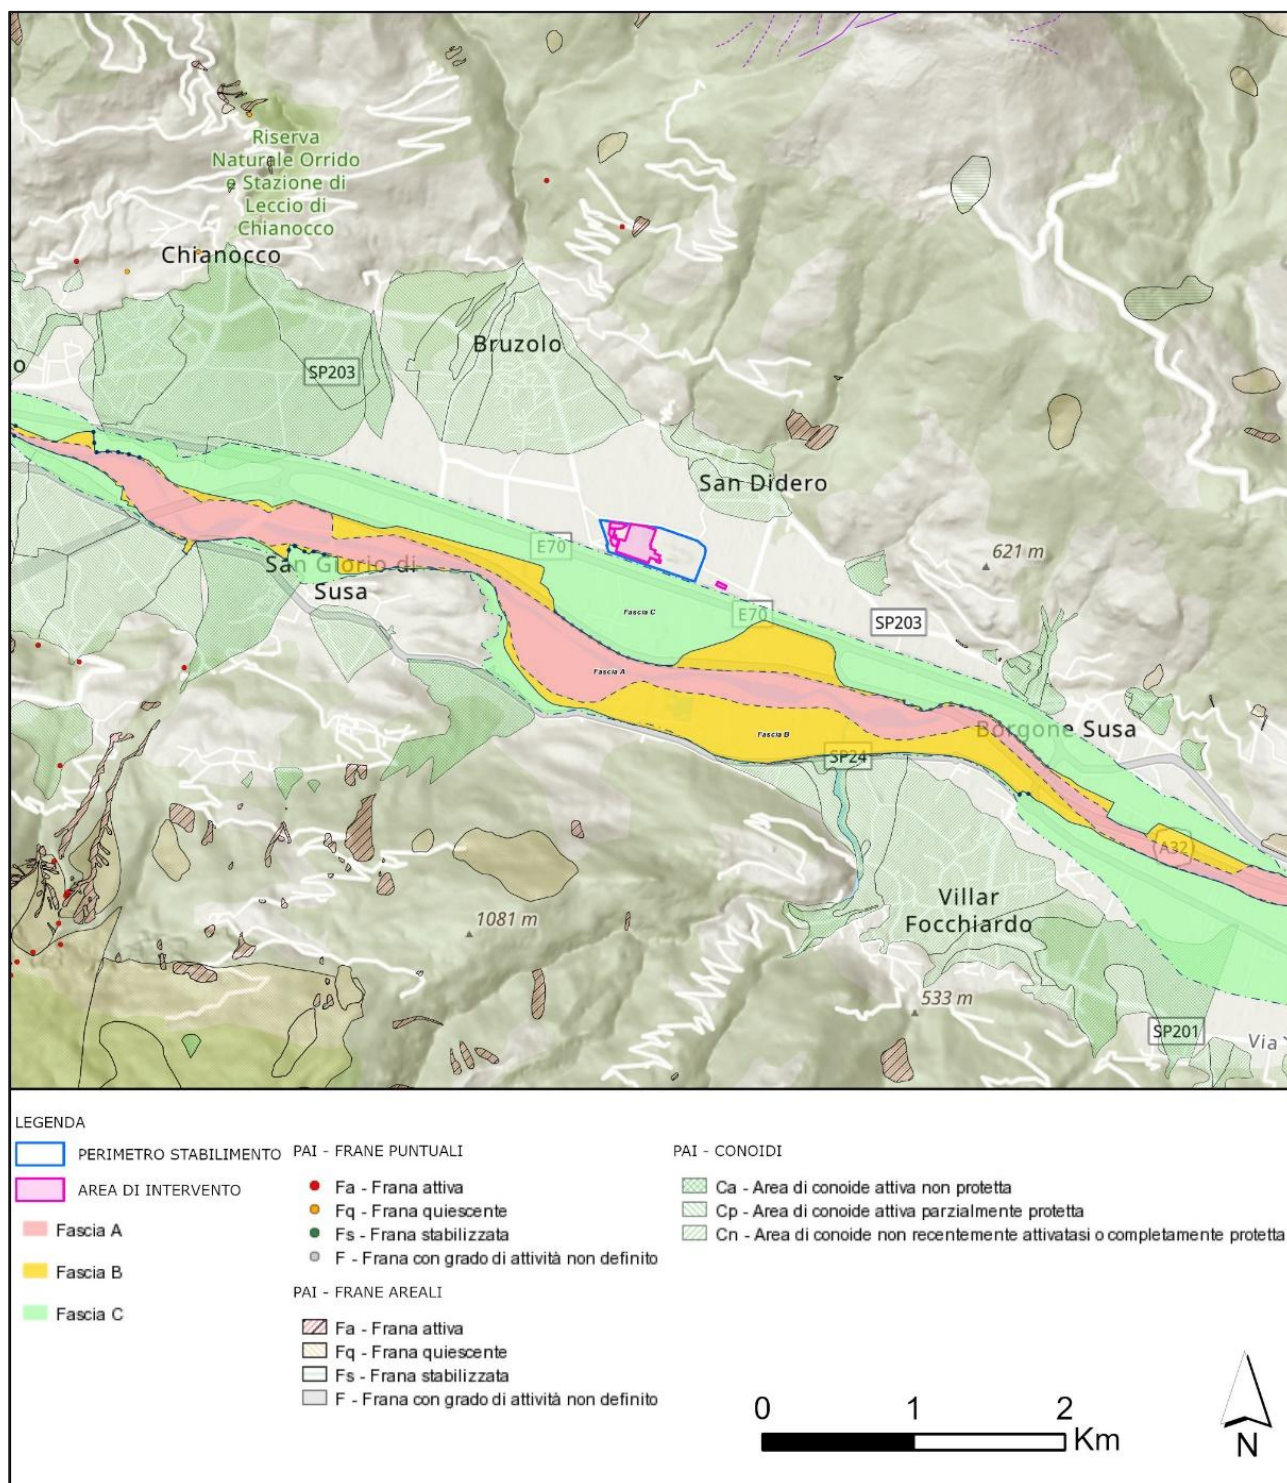 Riserva
Naturale Orrido
e Stazione di
Leccio di
Chianocco
Chianocco
Bruzolo
o
SP203
San Didero
E70
621 m
San Giorio di
Susa
Fascia C
E70
SP203
Fascia A
Borgone Susa
Fascia B
SP24
A32
Villar
Focchiardo
1081 m
533 m
SP201
Via
LEGENDA
PERIMETRO STABILIMENTO
AREA DI INTERVENTO
Fascia A
Fascia B
Fascia C
PAI - FRANE PUNTUALI
Fa - Frana attiva
Fq - Frana quiescente
Fs - Frana stabilizzata
F - Frana con grado di attività non definito
PAI - FRANE AREALI
Fa - Frana attiva
Fq - Frana quiescente
Fs - Frana stabilizzata
F - Frana con grado di attività non definito
PAI - CONOIDI
Ca - Area di conoide attiva non protetta
Cp - Area di conoide attiva parzialmente protetta
Cn - Area di conoide non recentemente attivatasi o completamente protetta
0 1 2
Km
N